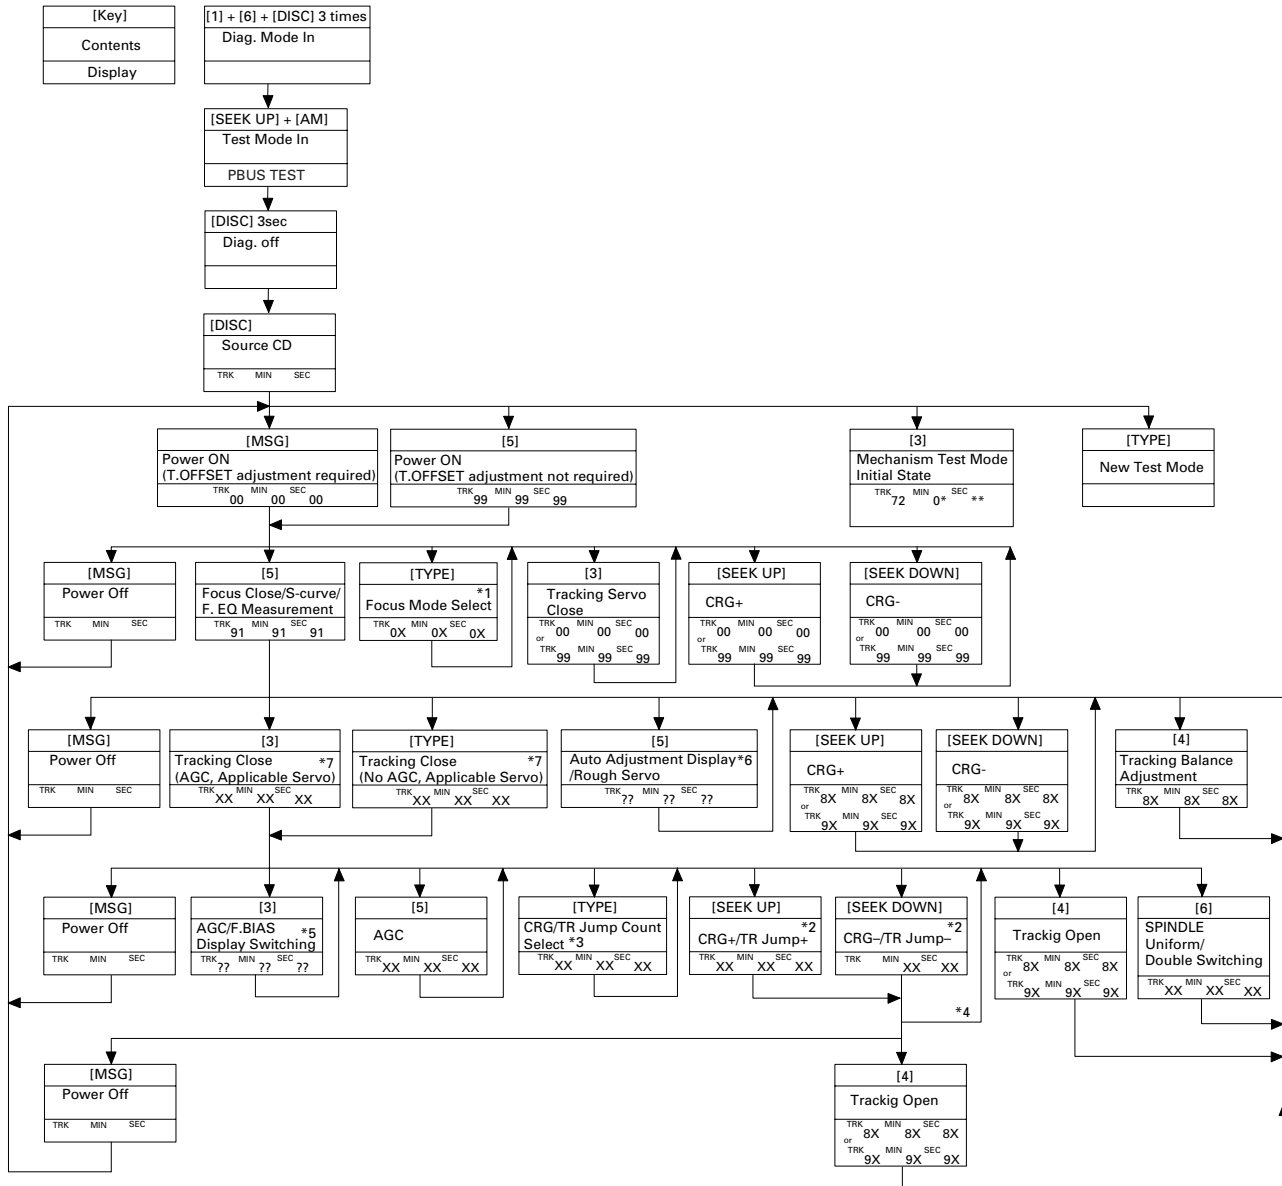 [Key]
Contents
Display
[1] + [6] + [DISC] 3 times
Diag. Mode In
[SEEK UP] + [AM]
Test Mode In
PBUS TEST
[DISC] 3sec
Diag. off
[DISC]
Source CD
TRK MIN SEC
[MSG]
Power ON
(T.OFFSET adjustment required)
TRK 00 MIN 00 SEC 00
[5]
Power ON
(T.OFFSET adjustment not required)
TRK 99 MIN 99 SEC 99
[3]
Mechanism Test Mode
Initial State
TRK 72 MIN 0* SEC **
[TYPE]
New Test Mode
[MSG]
Power Off
TRK MIN SEC
[5]
Focus Close/S-curve/
F. EQ Measurement
TRK 91 MIN 91 SEC 91
[TYPE]
*1
Focus Mode Select
TRK 0X MIN 0X SEC 0X
[3]
Tracking Servo
Close
TRK 00 MIN 00 SEC 00
or
TRK 99 MIN 99 SEC 99
[SEEK UP]
CRG+
TRK 00 MIN 00 SEC 00
or
TRK 99 MIN 99 SEC 99
[SEEK DOWN]
CRG-
TRK 00 MIN 00 SEC 00
or
TRK 99 MIN 99 SEC 99
[MSG]
Power Off
TRK MIN SEC
[3]
Tracking Close *7
(AGC, Applicable Servo)
TRK XX MIN XX SEC XX
[TYPE]
Tracking Close *7
(No AGC, Applicable Servo)
TRK XX MIN XX SEC XX
[5]
Auto Adjustment Display*6
/Rough Servo
TRK ?? MIN ?? SEC ??
[SEEK UP]
CRG+
TRK 8X MIN 8X SEC 8X
or
TRK 9X MIN 9X SEC 9X
[SEEK DOWN]
CRG-
TRK 8X MIN 8X SEC 8X
or
TRK 9X MIN 9X SEC 9X
[4]
Tracking Balance
Adjustment
TRK 8X MIN 8X SEC 8X
[MSG]
Power Off
TRK MIN SEC
[3]
AGC/F.BIAS *5
Display Switching
TRK ?? MIN ?? SEC ??
[5]
AGC
TRK XX MIN XX SEC XX
[TYPE]
CRG/TR Jump Count
Select *3
TRK XX MIN XX SEC XX
[SEEK UP]
*2
CRG+/TR Jump+
TRK XX MIN XX SEC XX
[SEEK DOWN]
*2
CRG–/TR Jump–
TRK MIN XX SEC XX XX
[4]
Trackig Open
TRK 8X MIN 8X SEC 8X
or
TRK 9X MIN 9X SEC 9X
[6]
SPINDLE
Uniform/
Double Switching
TRK XX MIN XX SEC XX
*4
[MSG]
Power Off
TRK MIN SEC
[4]
Trackig Open
TRK 8X MIN 8X SEC 8X
or
TRK 9X MIN 9X SEC 9X